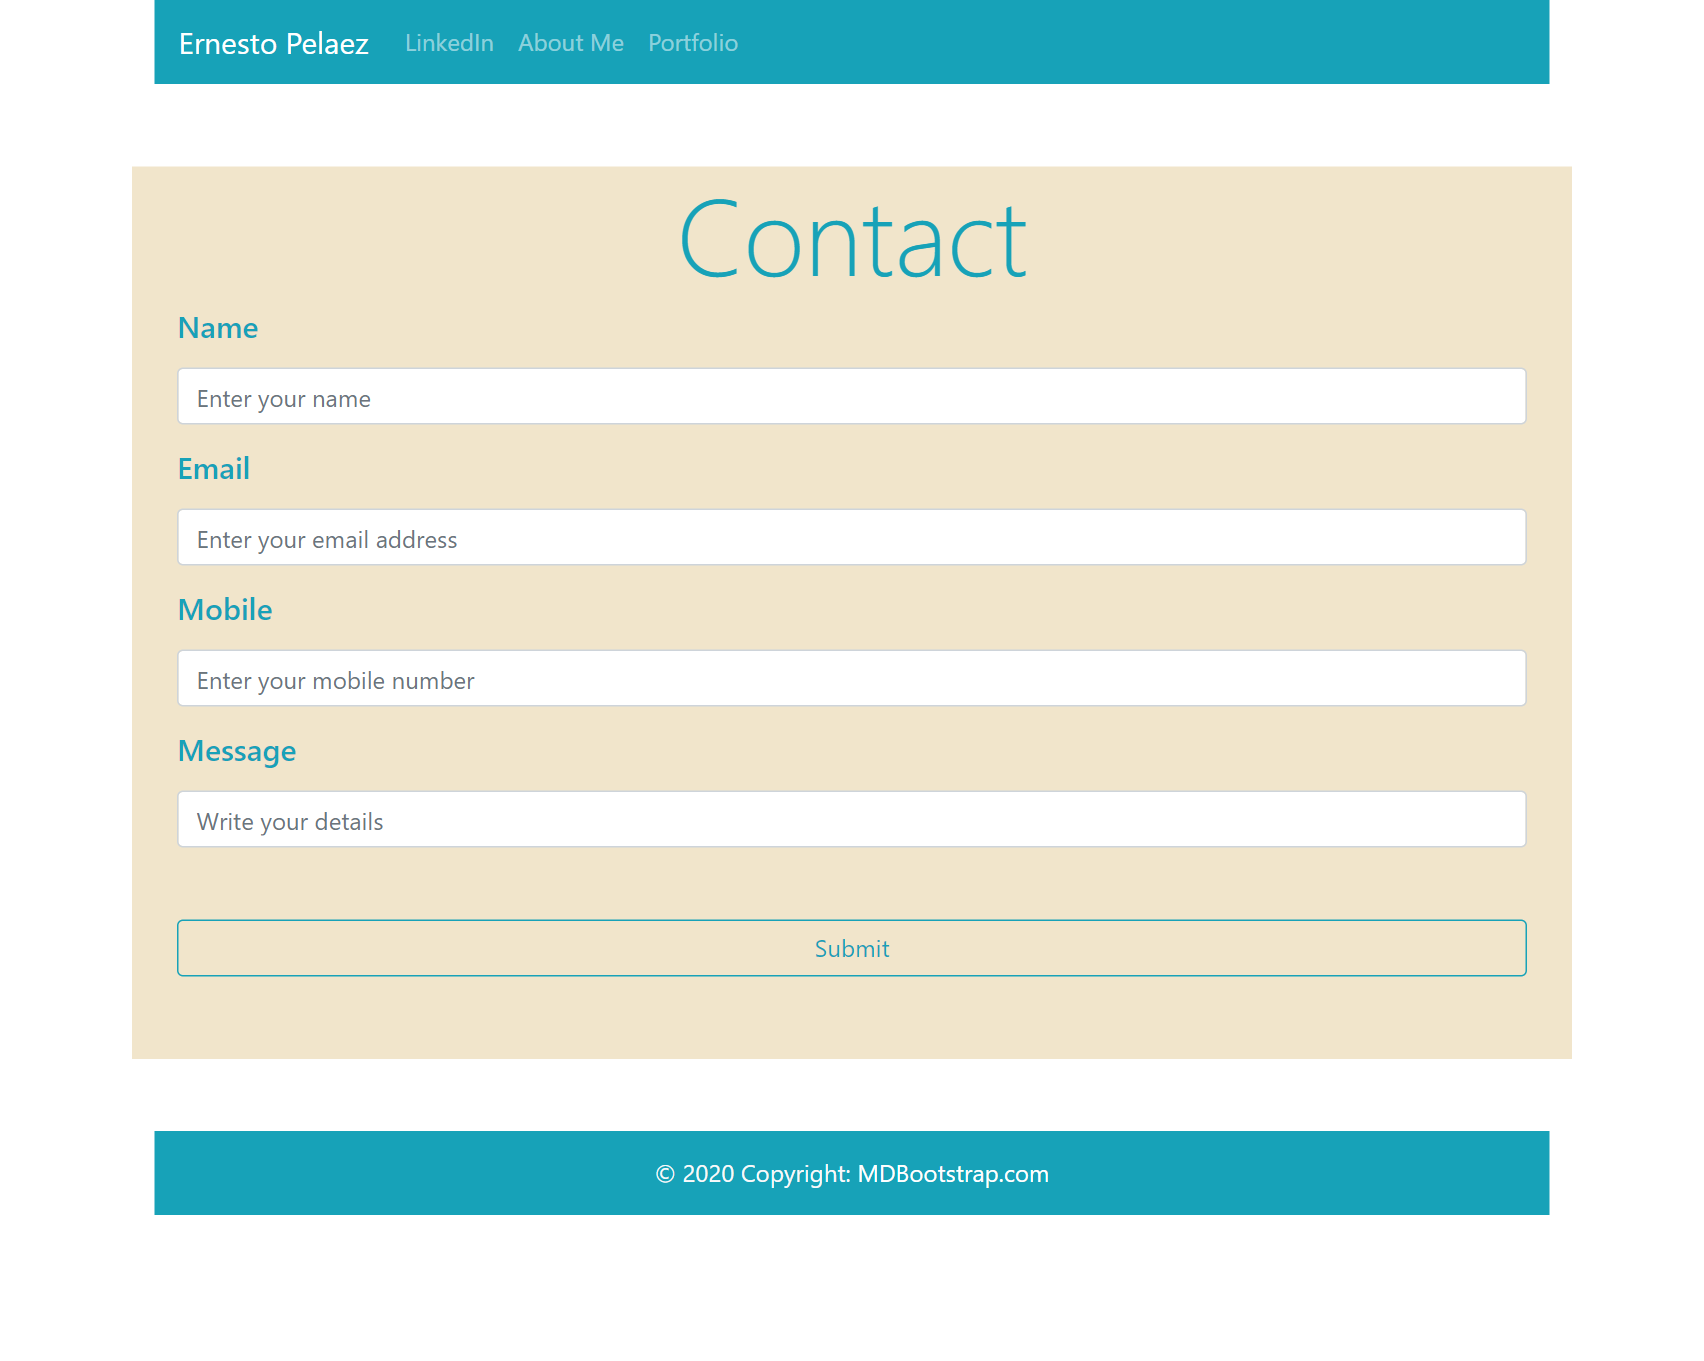 Ernesto Pelaez LinkedIn About Me Portfolio
Contact
Name
Enter your name
Email
Enter your email address
Mobile
Enter your mobile number
Message
Write your details
Submit
© 2020 Copyright: MDBootstrap.com